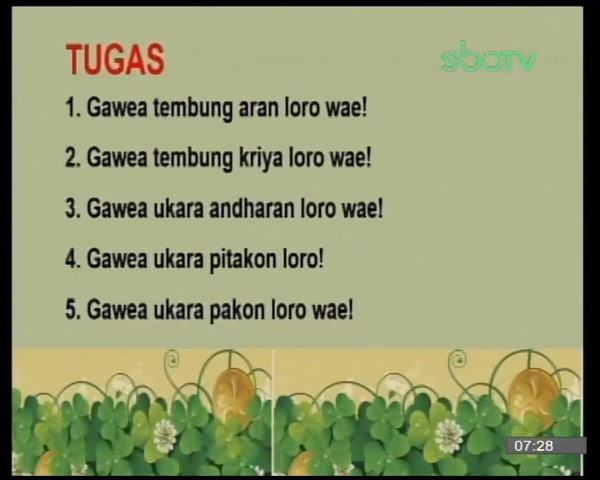 TUGAS
sbotv
1. Gawea tembung aran loro wae!
2. Gawea tembung kriya loro wae!
3. Gawea ukara andharan loro wae!
4. Gawea ukara pitakon loro!
5. Gawea ukara pakon loro wae!
07:28